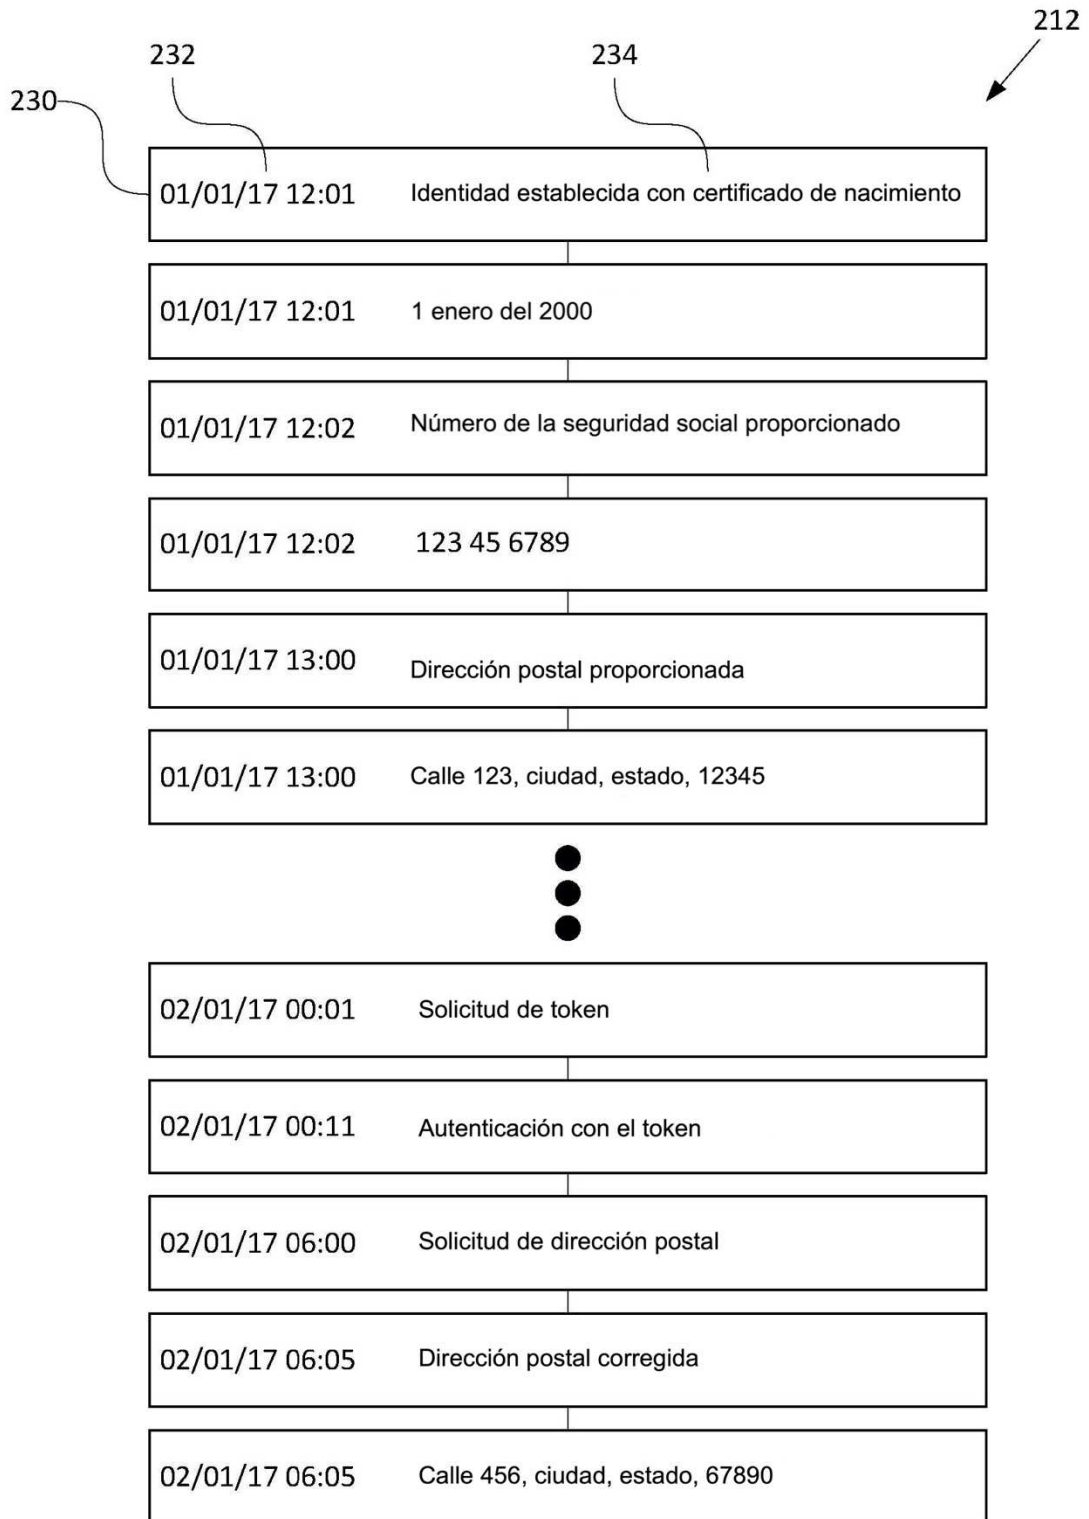 212
232
234
230
01/01/17 12:01 Identidad establecida con certificado de nacimiento
01/01/17 12:01 1 enero del 2000
01/01/17 12:02 Número de la seguridad social proporcionado
01/01/17 12:02 123 45 6789
01/01/17 13:00 Dirección postal proporcionada
01/01/17 13:00 Calle 123, ciudad, estado, 12345
02/01/17 00:01 Solicitud de token
02/01/17 00:11 Autenticación con el token
02/01/17 06:00 Solicitud de dirección postal
02/01/17 06:05 Dirección postal corregida
02/01/17 06:05 Calle 456, ciudad, estado, 67890